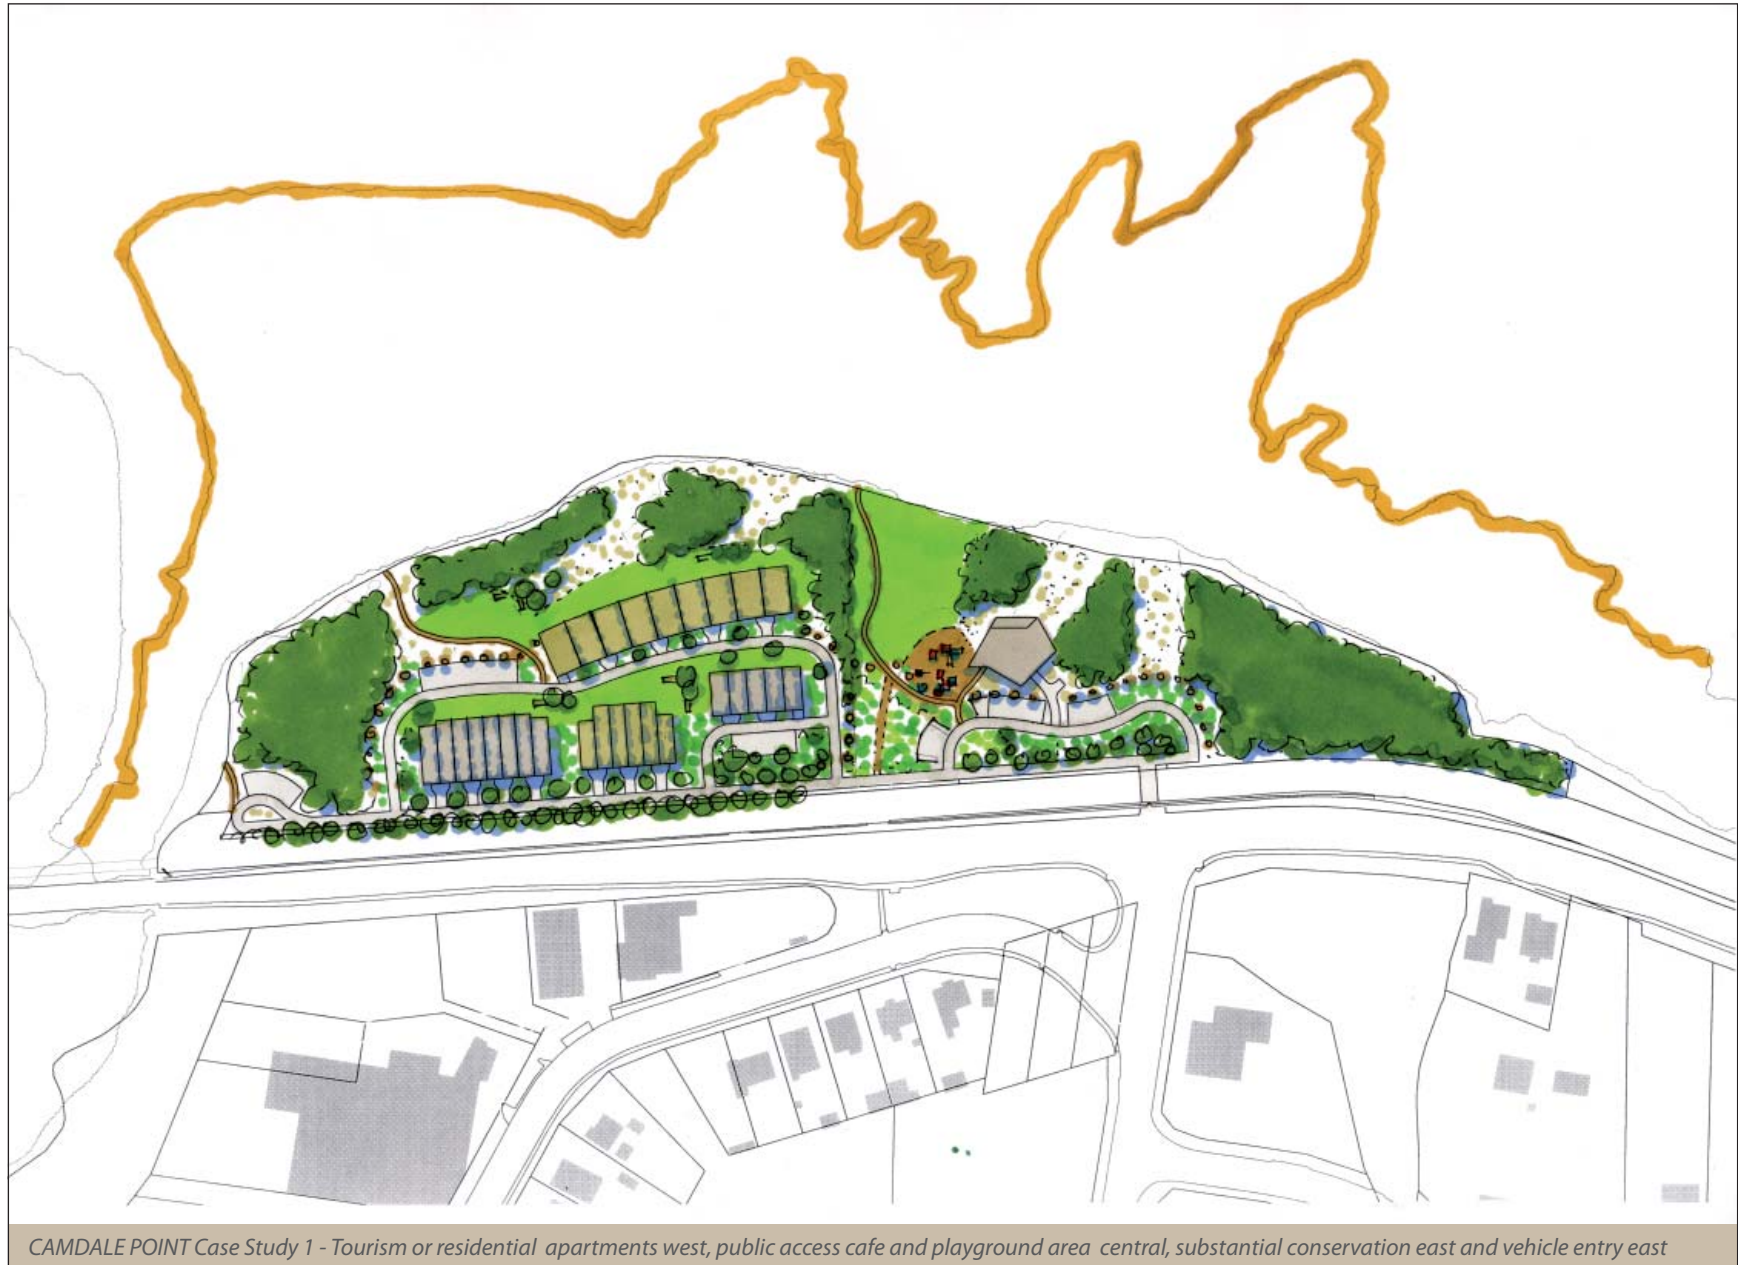 CAMDALE POINT Case Study 1 - Tourism or residential apartments west, public access cafe and playground area central, substantial conservation east and vehicle entry east